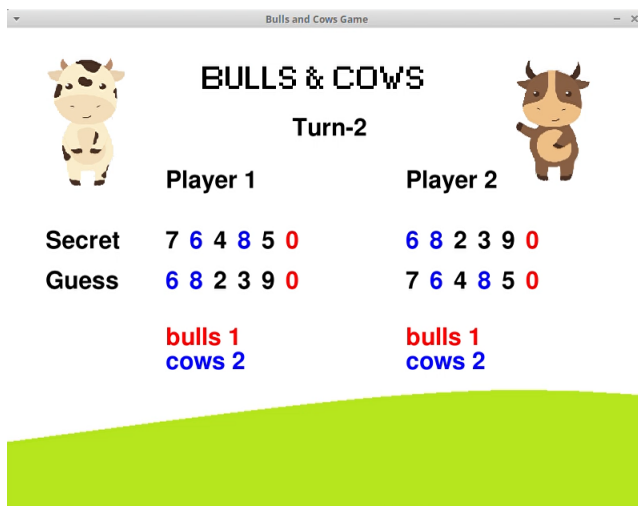 Bulls and Cows Game
BULLS & COWS
Turn-2
Player 1 Player 2
Secret 7 6 4 8 5 0 6 8 2 3 9 0
Guess 6 8 2 3 9 0 7 6 4 8 5 0
bulls 1 bulls 1
cows 2 cows 2